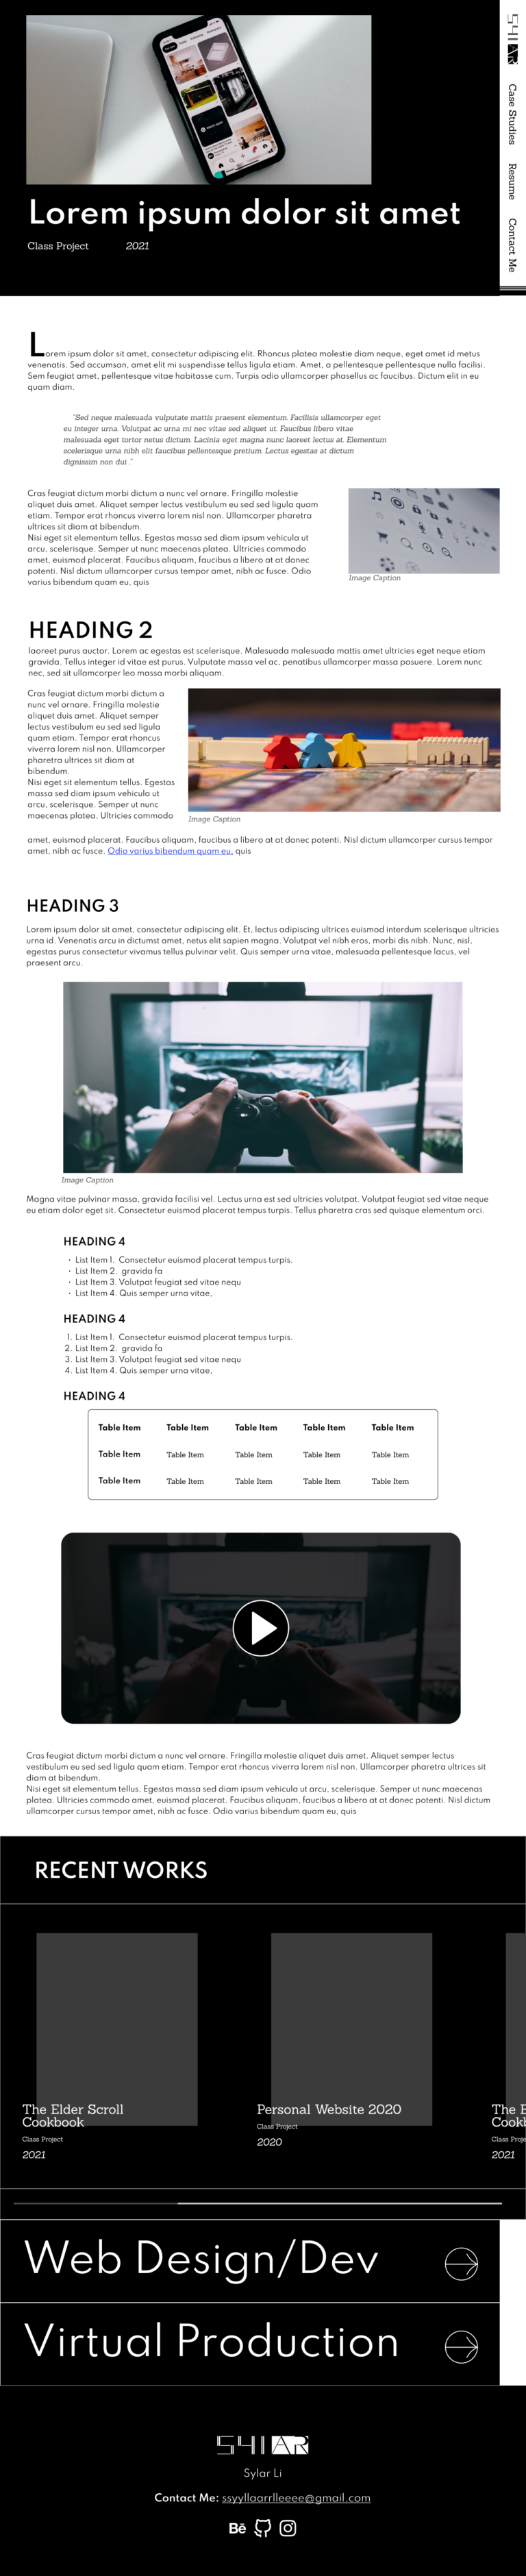 Case Studies
Resume
Contact Me
Lorem ipsum dolor sit amet
Class Project 2021
Lorem ipsum dolor sit amet, consectetur adipiscing elit. Rhoncus platea molestie diam neque, eget amet id metus
venenatis. Sed accumsan, amet elit mi suspendisse tellus ligula etiam. Amet, a pellentesque pellentesque nulla facilisi.
Sem feugiat amet, pellentesque vitae habitasse cum. Turpis odio ullamcorper phasellus ac faucibus. Dictum elit in eu
quam diam.
"Sed neque malesuada vulputate mattis praesent elementum. Facilisis ullamcorper eget
eu integer urna. Volutpat ac urna mi nec vitae sed aliquet ut. Faucibus libero vitae
malesuada eget tortor netus dictum. Lacinia eget magna nunc laoreet lectus at. Elementum
scelerisque urna nibh elit faucibus pellentesque pretium. Lectus egestas at dictum
dignissim non dui ."
Cras feugiat dictum morbi dictum a nunc vel ornare. Fringilla molestie
aliquet duis amet. Aliquet semper lectus vestibulum eu sed sed ligula quam
etiam. Tempor erat rhoncus viverra lorem nisl non. Ullamcorper pharetra
ultrices sit diam at bibendum.
Nisi eget sit elementum tellus. Egestas massa sed diam ipsum vehicula ut
arcu, scelerisque. Semper ut nunc maecenas platea. Ultricies commodo
amet, euismod placerat. Faucibus aliquam, faucibus a libero at at donec
potenti. Nisl dictum ullamcorper cursus tempor amet, nibh ac fusce. Odio
varius bibendum quam eu, quis
Image Caption
HEADING 2
laoreet purus auctor. Lorem ac egestas est scelerisque. Malesuada malesuada mattis amet ultricies eget neque etiam
gravida. Tellus integer id vitae est purus. Vulputate massa vel ac, penatibus ullamcorper massa posuere. Lorem nunc
nec, sed sit ullamcorper leo massa morbi aliquam.
Cras feugiat dictum morbi dictum a
nunc vel ornare. Fringilla molestie
aliquet duis amet. Aliquet semper
lectus vestibulum eu sed sed ligula
quam etiam. Tempor erat rhoncus
viverra lorem nisl non. Ullamcorper
pharetra ultrices sit diam at
bibendum.
Nisi eget sit elementum tellus. Egestas
massa sed diam ipsum vehicula ut
arcu, scelerisque. Semper ut nunc
maecenas platea. Ultricies commodo
Image Caption
amet, euismod placerat. Faucibus aliquam, faucibus a libero at at donec potenti. Nisl dictum ullamcorper cursus tempor
amet, nibh ac fusce. Odio varius bibendum quam eu, quis
HEADING 3
Lorem ipsum dolor sit amet, consectetur adipiscing elit. Et, lectus adipiscing ultrices euismod interdum scelerisque ultricies
urna id. Venenatis arcu in dictumst amet, netus elit sapien magna. Volutpat vel nibh eros, morbi dis nibh. Nunc, nisl,
egestas purus consectetur vivamus tellus pulvinar velit. Quis semper urna vitae, malesuada pellentesque lacus, vel
praesent arcu.
Image Caption
Magna vitae pulvinar massa, gravida facilisi vel. Lectus urna est sed ultricies volutpat. Volutpat feugiat sed vitae neque
eu etiam dolor eget sit. Consectetur euismod placerat tempus turpis. Tellus pharetra cras sed quisque elementum orci.
HEADING 4
· List Item 1. Consectetur euismod placerat tempus turpis.
· List Item 2. gravida fa
· List Item 3. Volutpat feugiat sed vitae nequ
· List Item 4. Quis semper urna vitae,
HEADING 4
1. List Item 1. Consectetur euismod placerat tempus turpis.
2. List Item 2. gravida fa
3. List Item 3. Volutpat feugiat sed vitae nequ
4. List Item 4. Quis semper urna vitae,
HEADING 4
Table Item Table Item Table Item Table Item Table Item
Table Item Table Item Table Item Table Item Table Item
Table Item Table Item Table Item Table Item Table Item
Cras feugiat dictum morbi dictum a nunc vel ornare. Fringilla molestie aliquet duis amet. Aliquet semper lectus
vestibulum eu sed sed ligula quam etiam. Tempor erat rhoncus viverra lorem nisl non. Ullamcorper pharetra ultrices sit
diam at bibendum.
Nisi eget sit elementum tellus. Egestas massa sed diam ipsum vehicula ut arcu, scelerisque. Semper ut nunc maecenas
platea. Ultricies commodo amet, euismod placerat. Faucibus aliquam, faucibus a libero at at donec potenti. Nisl dictum
ullamcorper cursus tempor amet, nibh ac fusce. Odio varius bibendum quam eu, quis
RECENT WORKS
The Elder Scroll
Cookbook
Class Project
2021
Personal Website 2020
Class Project
2020
The E
Cookb
Class Proje
2021
Web Design/Dev
Virtual Production
Sylar Li
Contact Me: ssyyllaarrlleeee@gmail.com
Bē